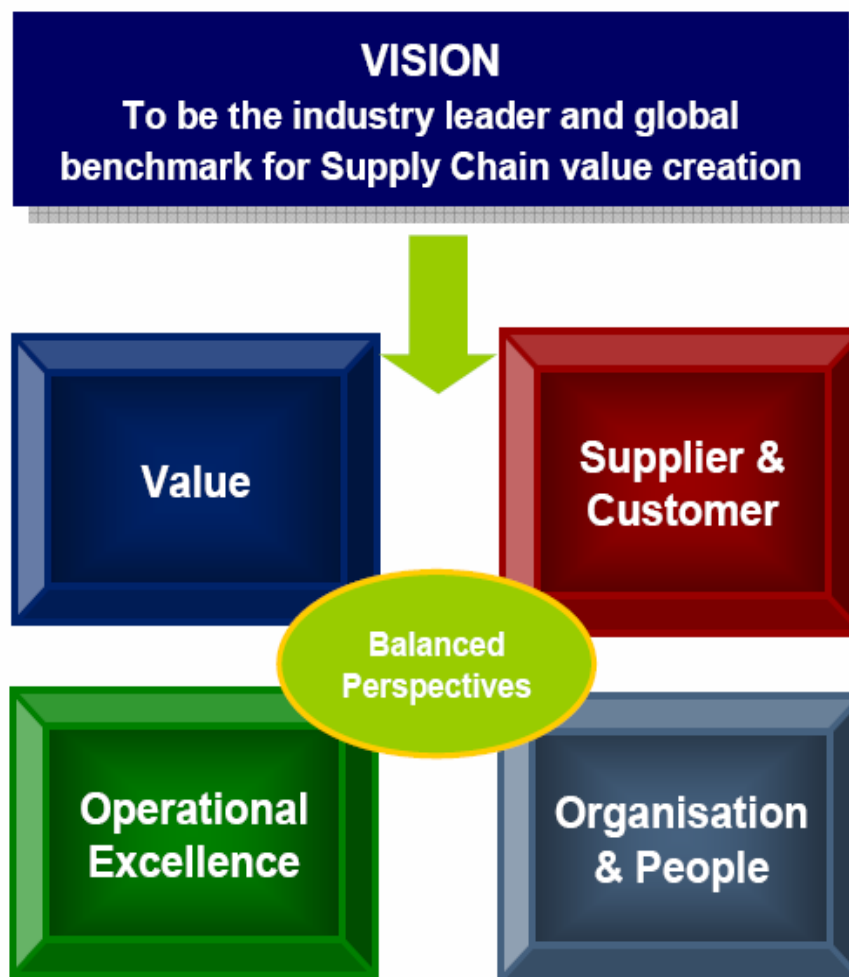 VISION
To be the industry leader and global
benchmark for Supply Chain value creation
Value
Supplier &
Customer
Balanced
Perspectives
Operational
Excellence
Organisation
& People